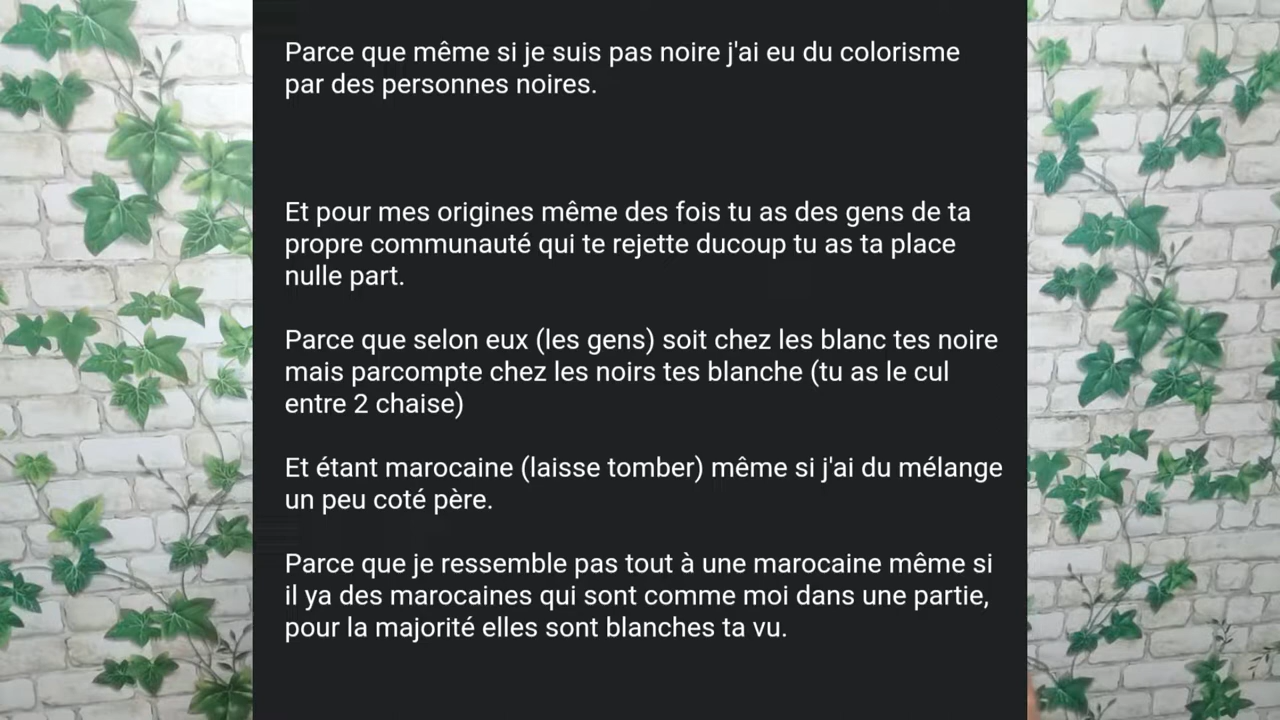 Parce que même si je suis pas noire j'ai eu du colorisme
par des personnes noires.
Et pour mes origines même des fois tu as des gens de ta
propre communauté qui te rejette ducoup tu as ta place
nulle part.
Parce que selon eux (les gens) soit chez les blanc tes noire
mais parcompte chez les noirs tes blanche (tu as le cul
entre 2 chaise)
Et étant marocaine (laisse tomber) même si j'ai du mélange
un peu coté père.
Parce que je ressemble pas tout à une marocaine même si
il ya des marocaines qui sont comme moi dans une partie,
pour la majorité elles sont blanches ta vu.